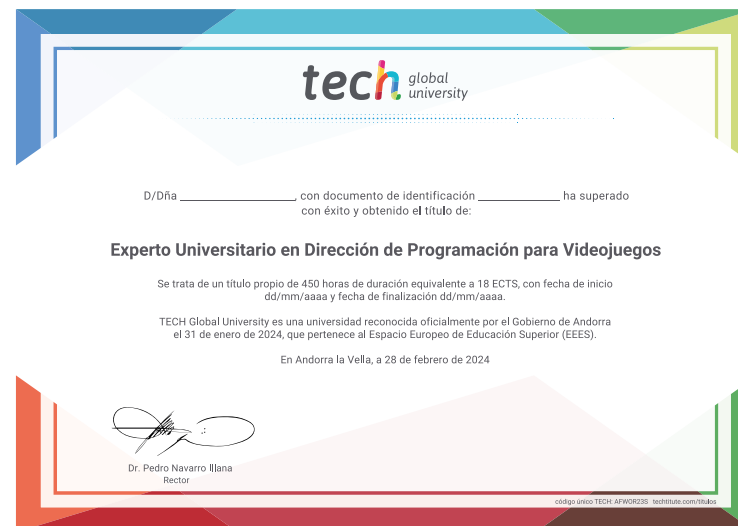 tech global
university
D/Dña ______________, con documento de identificación __________ ha superado
con éxito y obtenido el título de:
Experto Universitario en Dirección de Programación para Videojuegos
Se trata de un título propio de 450 horas de duración equivalente a 18 ECTS, con fecha de inicio
dd/mm/aaaa y fecha de finalización dd/mm/aaaa.
TECH Global University es una universidad reconocida oficialmente por el Gobierno de Andorra
el 31 de enero de 2024, que pertenece al Espacio Europeo de Educación Superior (EEES).
En Andorra la Vella, a 28 de febrero de 2024
Dr. Pedro Navarro Illana
Rector
código único TECH: AFWOR23S techtitute.com/titulos